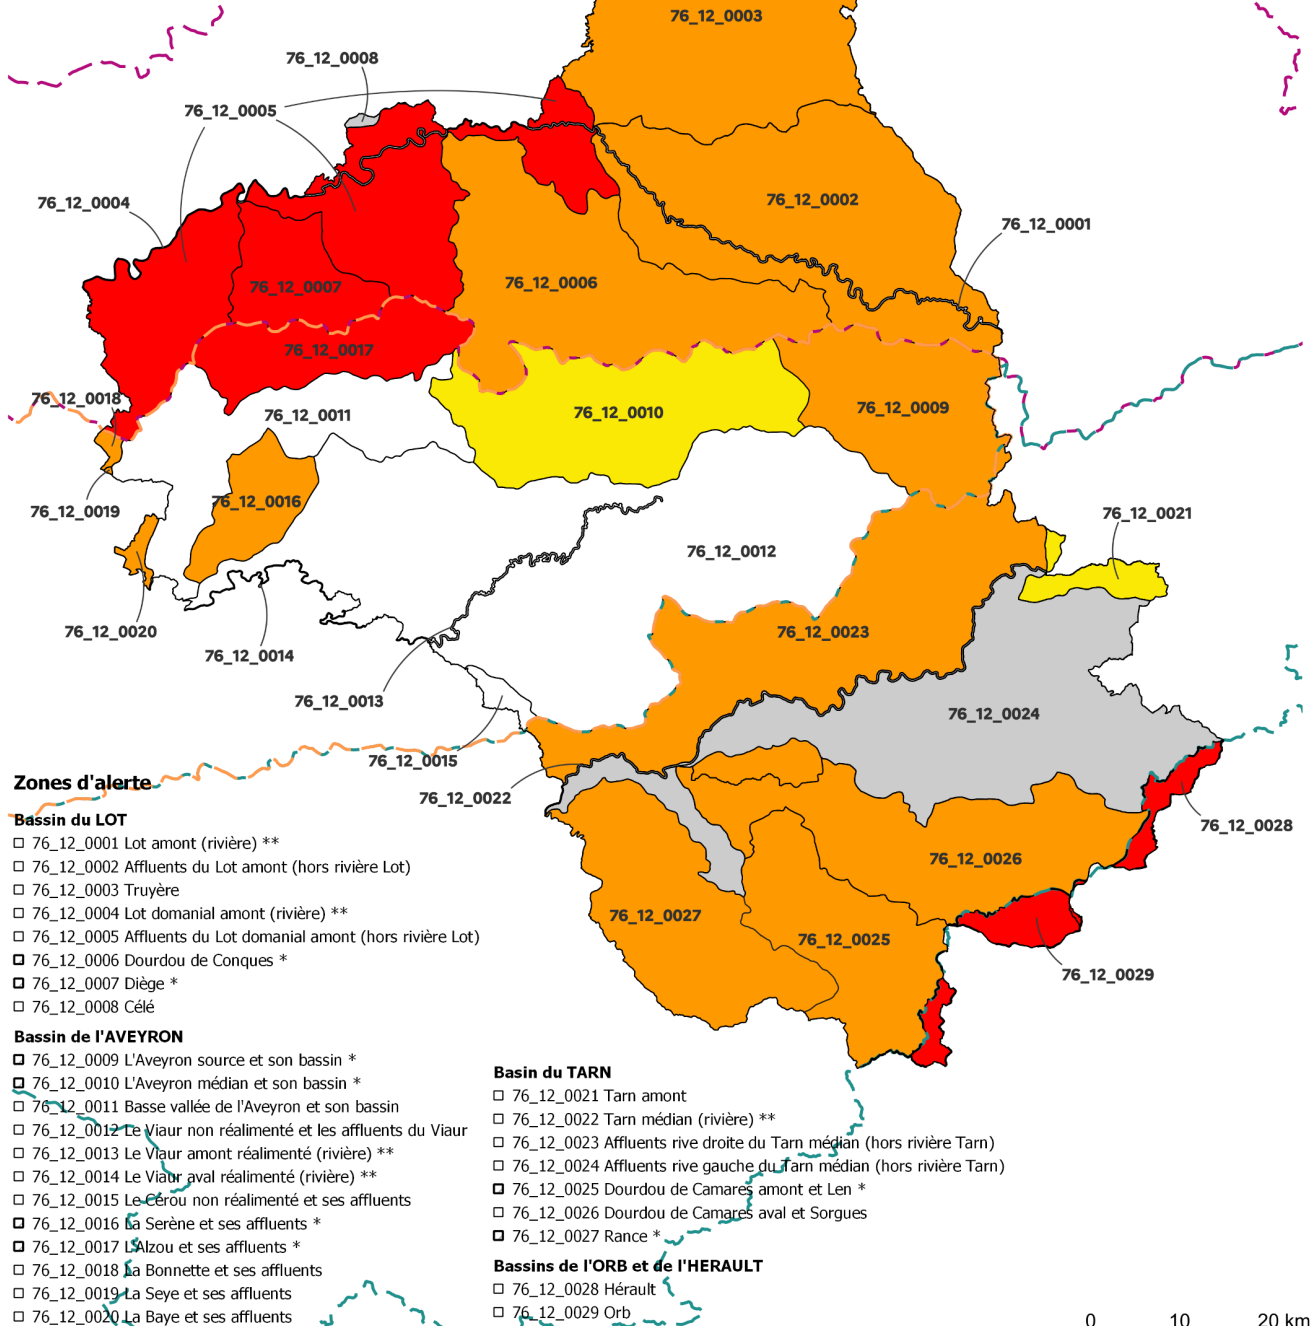 76_12_0003
76_12_0008
76_12_0005
76_12_0004
76_12_0002
76_12_0001
76_12_0006
76_12_0007
76_12_0017
76_12_0018
76_12_0011
76_12_0010
76_12_0009
76_12_0016
76_12_0019
76_12_0021
76_12_0012
76_12_0020
76_12_0023
76_12_0014
76_12_0013
76_12_0024
76_12_0015
76_12_0022
76_12_0028
76_12_0026
76_12_0027
76_12_0025
76_12_0029
Zones d'alerte
Bassin du LOT
76_12_0001 Lot amont (rivière) **
76_12_0002 Affluents du Lot amont (hors rivière Lot)
76_12_0003 Truyère
76_12_0004 Lot domanial amont (rivière) **
76_12_0005 Affluents du Lot domanial amont (hors rivière Lot)
76_12_0006 Dourdou de Conques *
76_12_0007 Diège *
76_12_0008 Célé
Bassin de l'AVEYRON
76_12_0009 L'Aveyron source et son bassin *
76_12_0010 L'Aveyron médian et son bassin *
76_12_0011 Basse vallée de l'Aveyron et son bassin
76_12_0012 Le Viaur non réalimenté et les affluents du Viaur
76_12_0013 Le Viaur amont réalimenté (rivière) **
76_12_0014 Le Viaur aval réalimenté (rivière) **
76_12_0015 Le Cérou non réalimenté et ses affluents
76_12_0016 La Serène et ses affluents *
76_12_0017 L'Alzou et ses affluents *
76_12_0018 La Bonnette et ses affluents
76_12_0019 La Seye et ses affluents
76_12_0020 La Baye et ses affluents
Basin du TARN
76_12_0021 Tarn amont
76_12_0022 Tarn médian (rivière) **
76_12_0023 Affluents rive droite du Tarn médian (hors rivière Tarn)
76_12_0024 Affluents rive gauche du Tarn médian (hors rivière Tarn)
76_12_0025 Dourdou de Camares amont et Len *
76_12_0026 Dourdou de Camares aval et Sorgues
76_12_0027 Rance *
Bassins de l'ORB et de l'HERAULT
76_12_0028 Hérault
76_12_0029 Orb
0 10 20 km